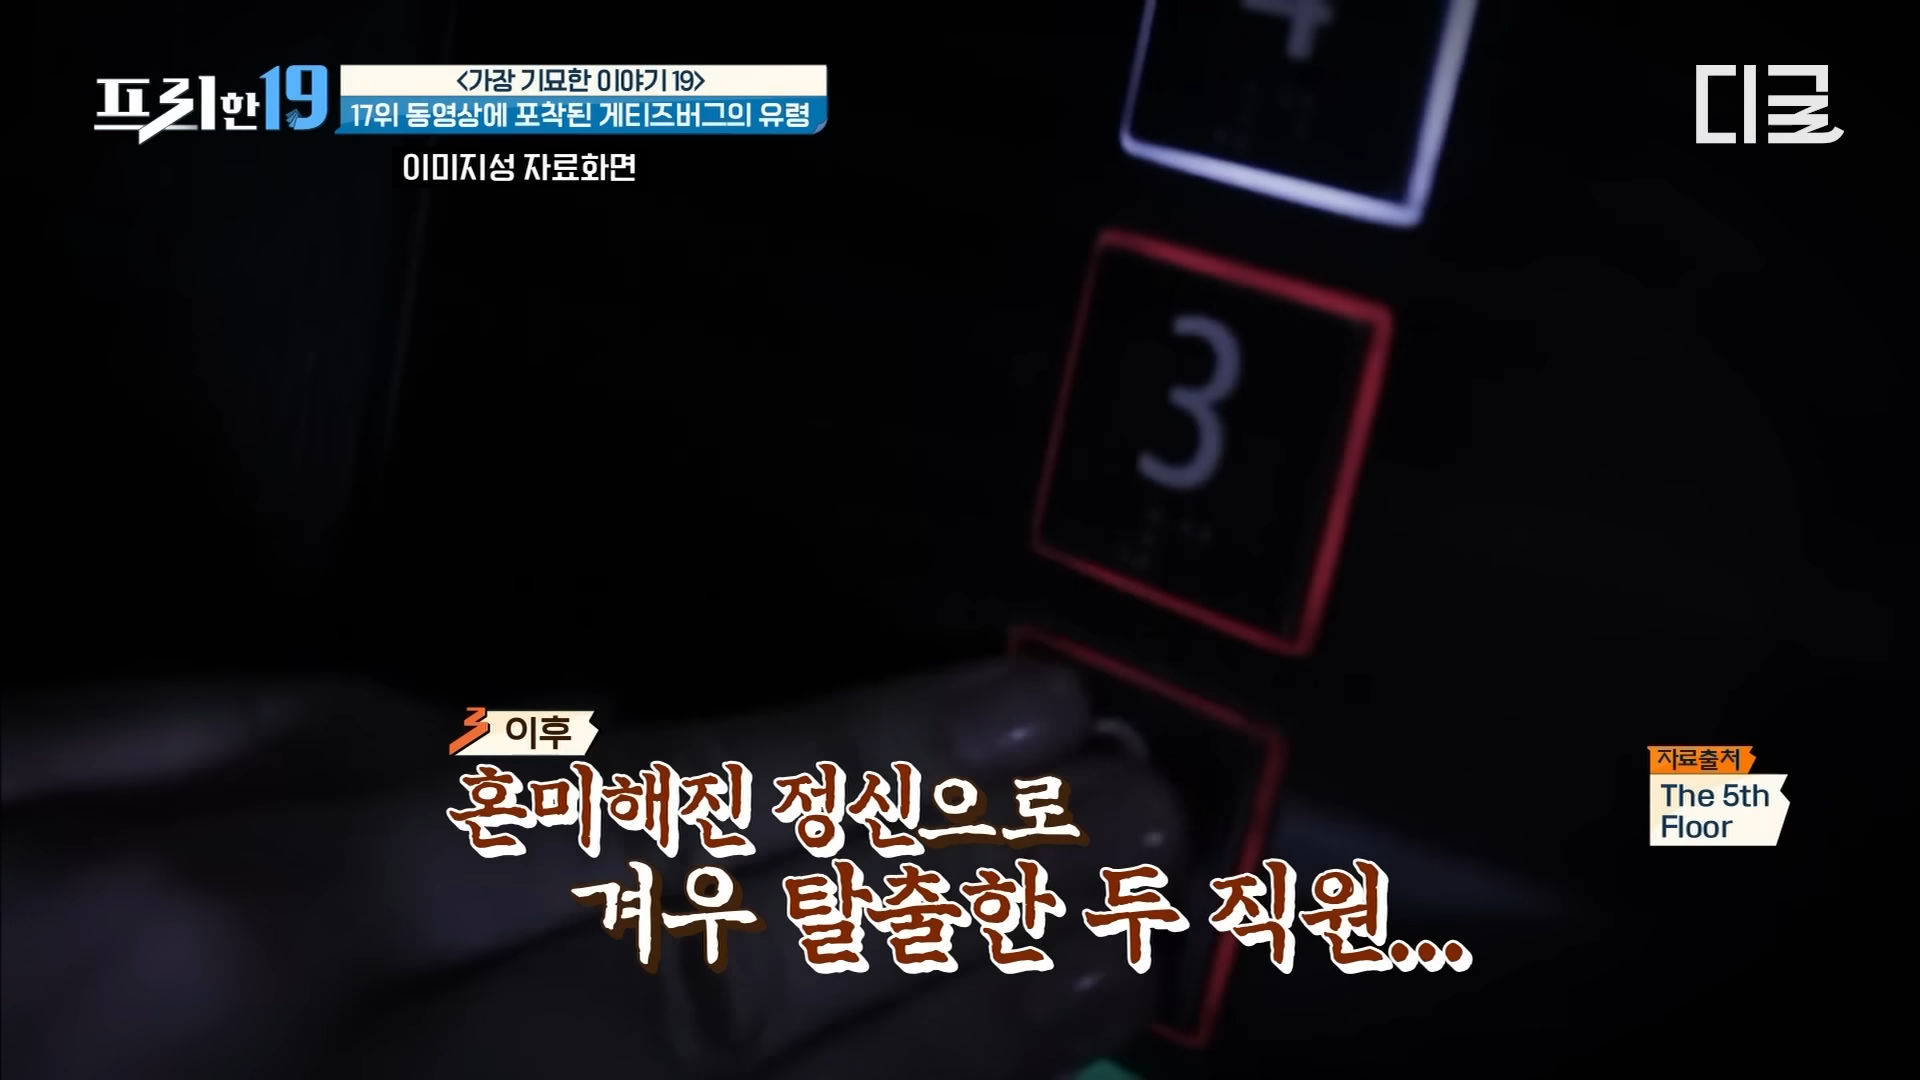 프리한19
<가장 기묘한 이야기 19>
17위 동영상에 포착된 게티즈버그의 유령
이미지성 자료화면
디글
4
3
이후
혼미해진 정신으로
겨우 탈출한 두 직원...
자료출처
The 5th
Floor